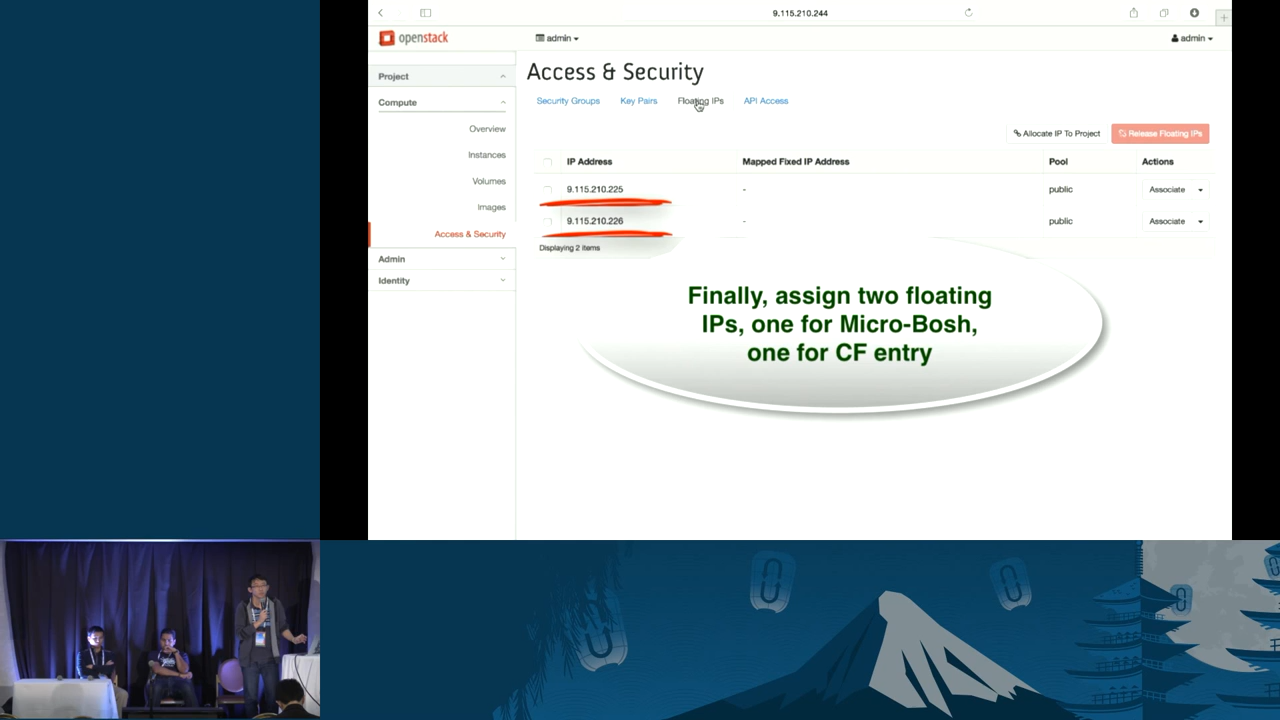 9.115.210.244
openstack
admin
admin
Project
Compute
Overview
Instances
Volumes
Images
Access & Security
Admin
Identity
Access & Security
Security Groups Key Pairs Floating IPs API Access
Allocate IP To Project Release Floating IPs
IP Address Mapped Fixed IP Address Pool Actions
9.115.210.225 - public Associate
9.115.210.226 - public Associate
Displaying 2 items
Finally, assign two floating
IPs, one for Micro-Bosh,
one for CF entry